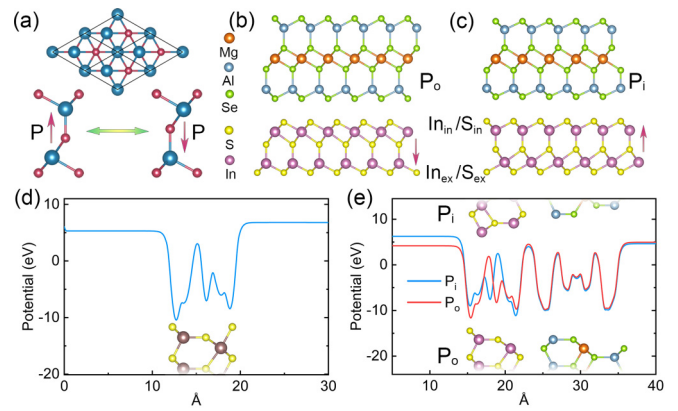 (a)
(b)
(c)
Mg
Al
Se
S
In
P
P
Pₒ
Pᵢ
Inᵢₙ/Sᵢₙ
Inₑₓ/Sₑₓ
(d)
(e)
Potential (eV)
10
0
-10
-20
0
10
20
30
Å
Potential (eV)
10
0
-10
-20
Pᵢ
Pᵢ
Pₒ
Pₒ
10
20
30
40
Å